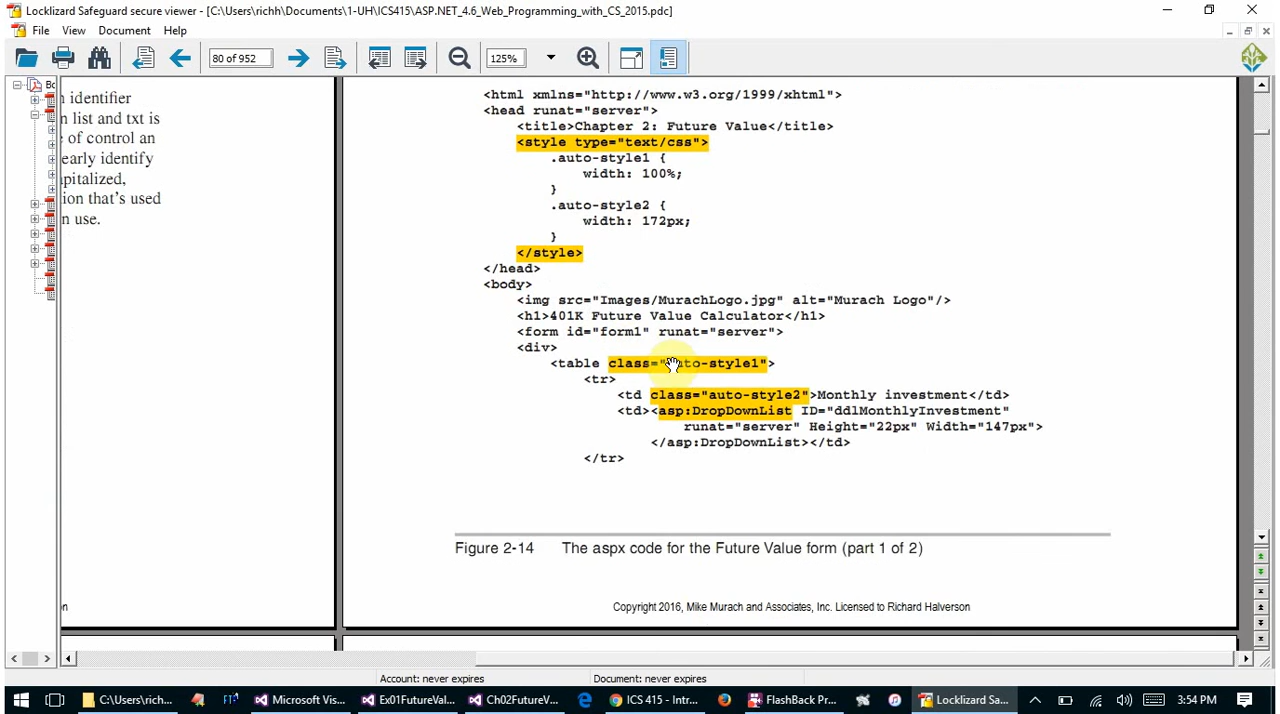 Locklizard Safeguard secure viewer - [C:\Users\richh\Documents\1-UH\ICS415\ASP.NET_4.6_Web_Programming_with_CS_2015.pdc]
File View Document Help
80 of 952 125%
n identifier
n list and txt is
e of control an
early identify
apitalized,
ion that's used
n use.
<html xmlns="http://www.w3.org/1999/xhtml">
<head runat="server">
<title>Chapter 2: Future Value</title>
<style type="text/css">
.auto-style1 {
width: 100%;
}
.auto-style2 {
width: 172px;
}
</style>
</head>
<body>
<img src="Images/MurachLogo.jpg" alt="Murach Logo"/>
<h1>401K Future Value Calculator</h1>
<form id="form1" runat="server">
<div>
<table class="auto-style1">
<tr>
<td class="auto-style2">Monthly investment</td>
<td><asp:DropDownList ID="ddlMonthlyInvestment"
runat="server" Height="22px" Width="147px">
</asp:DropDownList></td>
</tr>
Figure 2-14 The aspx code for the Future Value form (part 1 of 2)
Copyright 2016, Mike Murach and Associates, Inc. Licensed to Richard Halverson
Account: never expires Document: never expires
C:\Users\rich... Microsoft Vis... Ex01FutureVal... Ch02FutureV... ICS 415 - Intr... FlashBack Pr... Locklizard Sa... 3:54 PM